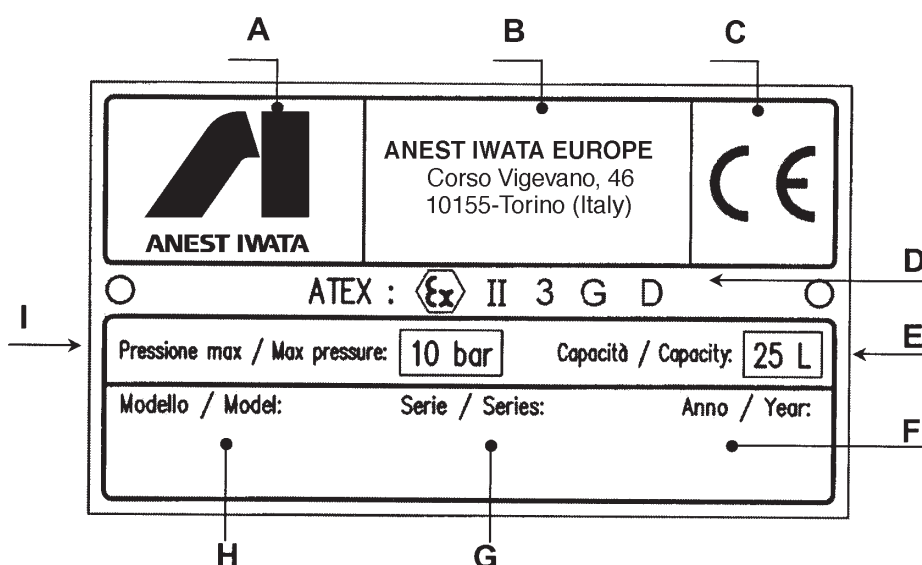 A B C
ANEST IWATA
ANEST IWATA EUROPE
Corso Vigevano, 46
10155-Torino (Italy)
CE
D
ATEX : Ex II 3 G D
I
Pressione max / Max pressure: 10 bar Capacità / Capacity: 25 L
E
Modello / Model: Serie / Series: Anno / Year:
F
H G